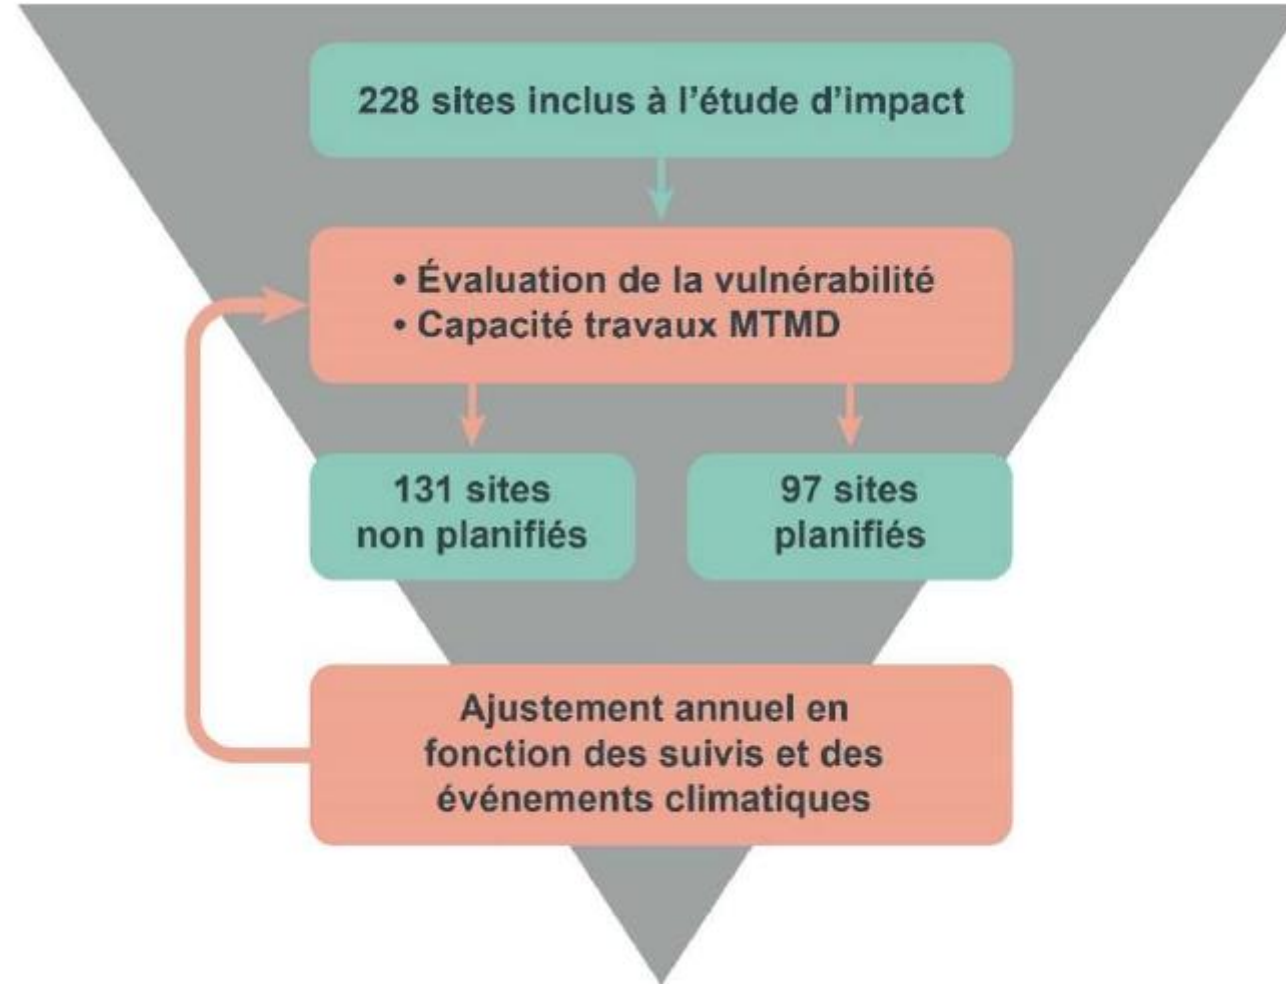 228 sites inclus à l'étude d'impact
• Évaluation de la vulnérabilité
• Capacité travaux MTMD
131 sites
non planifiés
97 sites
planifiés
Ajustement annuel en
fonction des suivis et des
événements climatiques